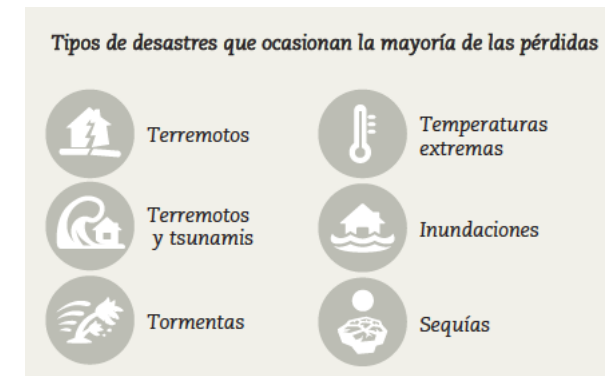 Tipos de desastres que ocasionan la mayoría de las pérdidas
Terremotos
Terremotos
y tsunamis
Tormentas
Temperaturas
extremas
Inundaciones
Sequías